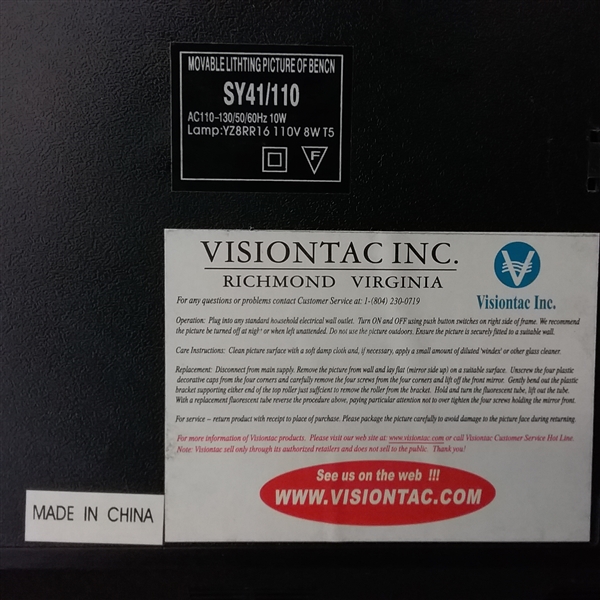 MOVABLE LITHTING PICTURE OF BENCN
SY41/110
AC110-130/50/60Hz 10W
Lamp:YZ8RR16 110V 8W T5
F
VISIONTAC INC.
RICHMOND VIRGINIA
Visiontac Inc.
For any questions or problems contact Customer Service at: 1-(804) 230-0719
Operation: Plug into any standard household electrical wall outlet. Turn ON and OFF using push button switches on right side of frame. We recommend
the picture be turned off at night or when left unattended. Do not use the picture outdoors. Ensure the picture is securely fitted to a suitable wall.
Care Instructions: Clean picture surface with a soft damp cloth and, if necessary, apply a small amount of diluted 'windex' or other glass cleaner.
Replacement: Disconnect from main supply. Remove the picture from wall and lay flat (mirror side up) on a suitable surface. Unscrew the four plastic
decorative caps from the four corners and carefully remove the four screws from the four corners and lift off the front mirror. Gently bend out the plastic
bracket supporting either end of the top roller just sufficient to remove the roller from the bracket. Hold and turn the fluorescent tube, lift out the tube.
With a replacement fluorescent tube reverse the procedure above, paying particular attention not to over tighten the four screws holding the mirror front.
For service – return product with receipt to place of purchase. Please package the picture carefully to avoid damage to the picture face during returning.
For more information of Visiontac products. Please visit our web site at: www.visiontac.com or call Visiontac Customer Service Hot Line.
Note: Visiontac sell only through its authorized retailers and does not sell to the public. Thank you!
See us on the web !!!
WWW.VISIONTAC.COM
MADE IN CHINA